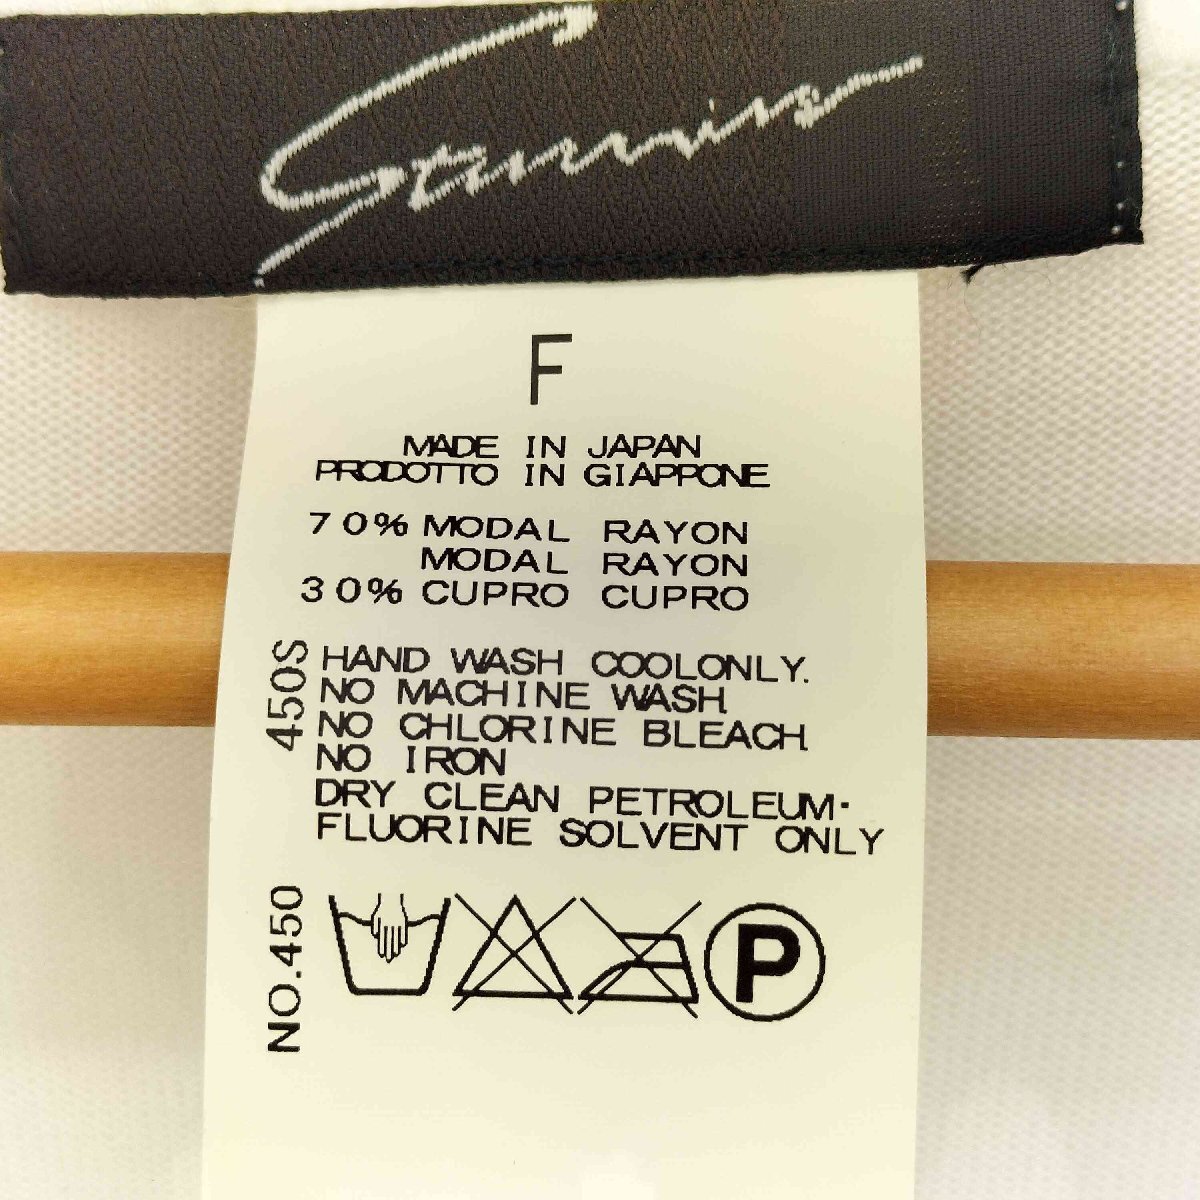 F
MADE IN JAPAN
PRODOTTO IN GIAPPONE
70% MODAL RAYON
MODAL RAYON
30% CUPRO CUPRO
HAND WASH COOLONLY.
NO MACHINE WASH
NO CHLORINE BLEACH
NO IRON
DRY CLEAN PETROLEUM·
FLUORINE SOLVENT ONLY
450S
NO.450
P